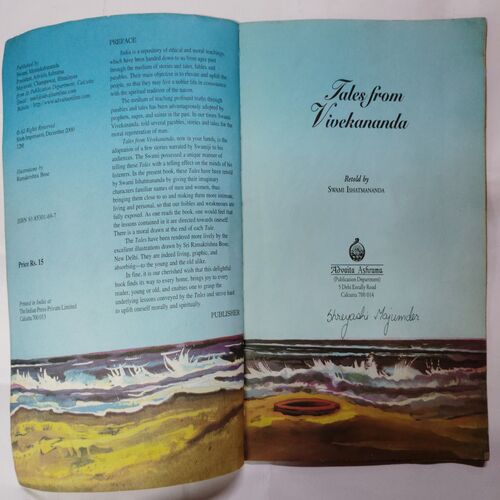 Published by
Swami Mumukshananda
President, Advaita Ashrama
Mayavati, Champawat, Himalayas
from its Publication Department, Calcutta
Email : mail@advaitaonline.com
Website : http://www.advaitaonline.com
© All Rights Reserved
Ninth Impression, December 2000
12M
Illustrations by
Ramakrishna Bose
ISBN 81-85301-69-7
Price Rs. 15
Printed in India at
The Indian Press Private Limited
Calcutta 700 013
PREFACE
India is a repository of ethical and moral teachings,
which have been handed down to us from ages past
through the medium of stories and tales, fables and
parables. Their main objective is to elevate and uplift the
people, so that they may live a nobler life in consonance
with the spiritual tradition of the nation.
The medium of teaching profound truths through
parables and tales has been advantageously adopted by
prophets, sages, and saints in the past. In our times Swami
Vivekananda, told several parables, stories and tales for the
moral regeneration of man.
Tales from Vivekananda, now in your hands, is the
adaptation of a few stories narrated by Swamiji to his
audiences. The Swami possessed a unique manner of
telling these Tales with a telling effect on the minds of his
listeners. In the present book, these Tales have been retold
by Swami Ishatmananda by giving their imaginary
characters familiar names of men and women, thus
bringing them close to us and making them more intimate,
living and personal, so that our foibles and weaknesses are
fully exposed. As one reads the book, one would feel that
the lessons contained in it are directed towards oneself.
There is a moral drawn at the end of each Tale.
The Tales have been rendered more lively by the
excellent illustrations drawn by Sri Ramakrishna Bose,
New Delhi. They are indeed living, graphic, and
absorbing—to the young and the old alike.
In fine, it is our cherished wish that this delightful
book finds its way to every home, brings joy to every
reader, young or old, and enables one to grasp the
underlying lessons conveyed by the Tales and strive hard
to uplift oneself morally and spiritually.
PUBLISHER
Tales from
Vivekananda
Retold by
SWAMI ISHATMANANDA
Advaita Ashrama
(Publication Department)
5 Dehi Entally Road
Calcutta 700 014
Shreyashi Majumder